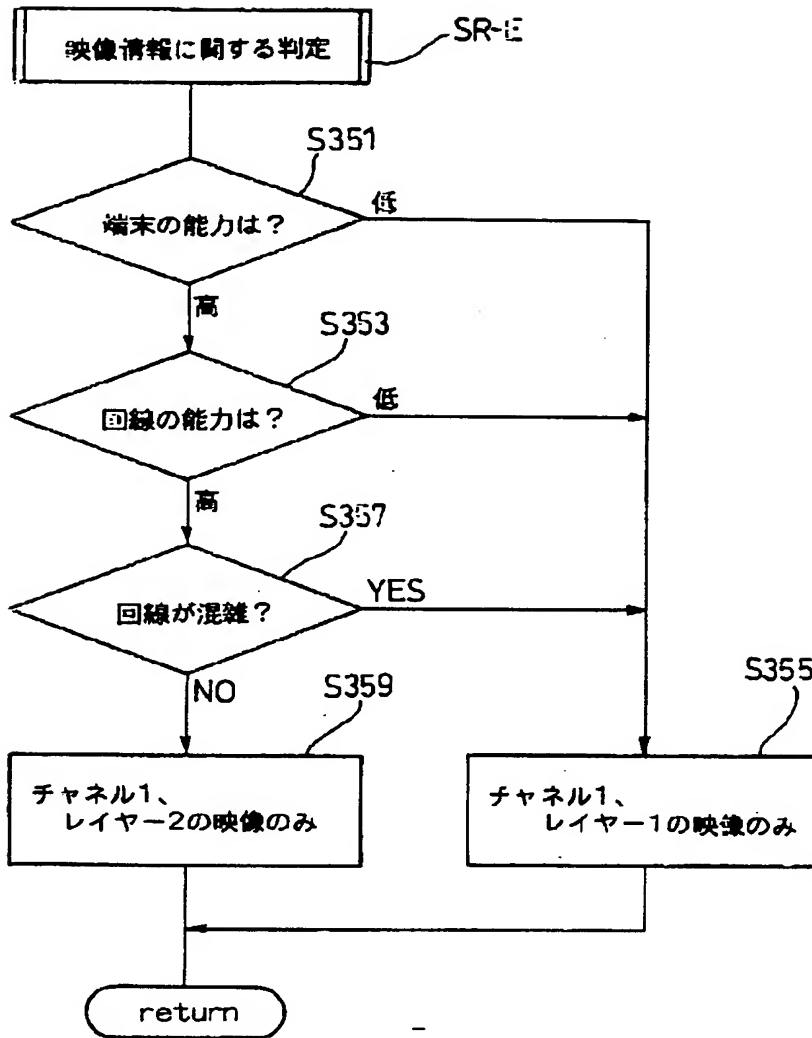 映像情報に関する判定
S351
端末の能力は？
低
高
S353
回線の能力は？
低
高
S357
回線が混雑？
YES
NO
S359
チャネル1、
レイヤー2の映像のみ
S355
チャネル1、
レイヤー1の映像のみ
return